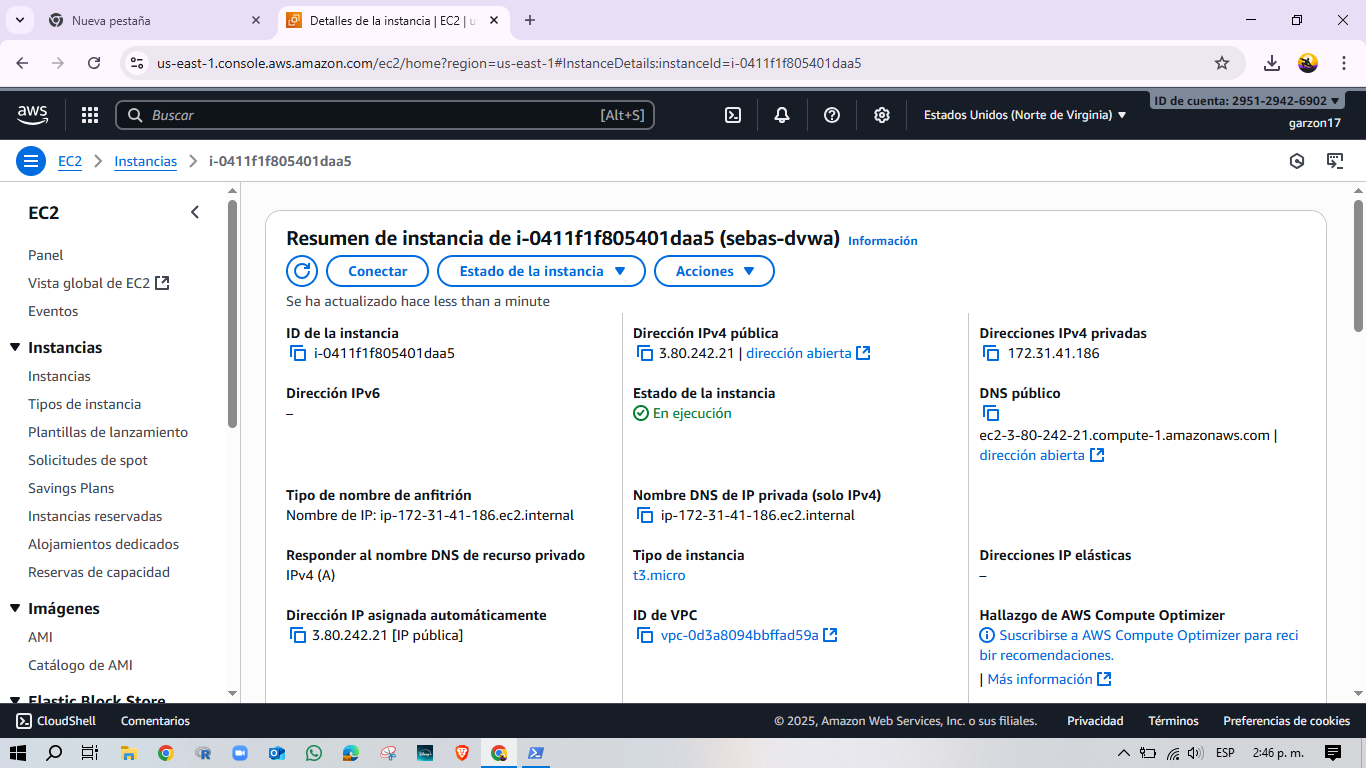 Nueva pestaña
Detalles de la instancia | EC2 | u
us-east-1.console.aws.amazon.com/ec2/home?region=us-east-1#InstanceDetails:instanceId=i-0411f1f805401daa5
aws
Buscar
[Alt+S]
Estados Unidos (Norte de Virginia)
ID de cuenta: 2951-2942-6902
garzon17
EC2
Instancias
i-0411f1f805401daa5
EC2
Panel
Vista global de EC2
Eventos
Instancias
Instancias
Tipos de instancia
Plantillas de lanzamiento
Solicitudes de spot
Savings Plans
Instancias reservadas
Alojamientos dedicados
Reservas de capacidad
Imágenes
AMI
Catálogo de AMI
Elastic Block Store
Resumen de instancia de i-0411f1f805401daa5 (sebas-dvwa) Información
Conectar
Estado de la instancia
Acciones
Se ha actualizado hace less than a minute
ID de la instancia
i-0411f1f805401daa5
Dirección IPv4 pública
3.80.242.21 | dirección abierta
Direcciones IPv4 privadas
172.31.41.186
Dirección IPv6
–
Estado de la instancia
En ejecución
DNS público
ec2-3-80-242-21.compute-1.amazonaws.com |
dirección abierta
Tipo de nombre de anfitrión
Nombre de IP: ip-172-31-41-186.ec2.internal
Nombre DNS de IP privada (solo IPv4)
ip-172-31-41-186.ec2.internal
Responder al nombre DNS de recurso privado
IPv4 (A)
Tipo de instancia
t3.micro
Direcciones IP elásticas
–
Dirección IP asignada automáticamente
3.80.242.21 [IP pública]
ID de VPC
vpc-0d3a8094bbffad59a
Hallazgo de AWS Compute Optimizer
Suscribirse a AWS Compute Optimizer para reci
bir recomendaciones.
| Más información
CloudShell
Comentarios
© 2025, Amazon Web Services, Inc. o sus filiales.
Privacidad
Términos
Preferencias de cookies
ESP
2:46 p. m.